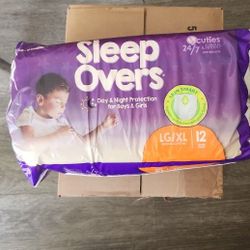 Sleep
Overs
cuties
24/7
Day & Night Protection
for Boys & Girls
LG/XL
12